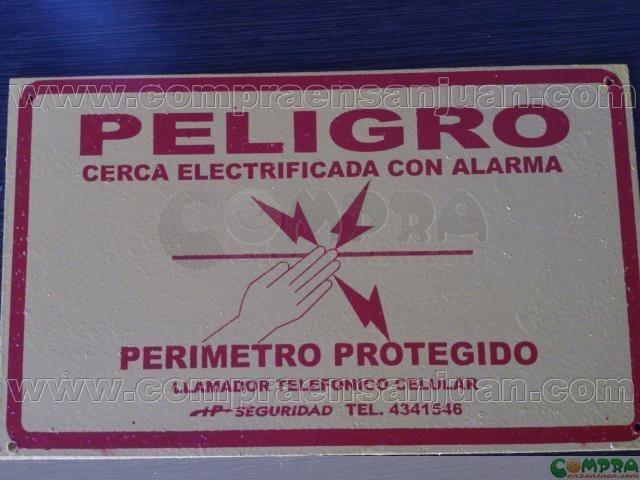 www.compraensanjuan.com
PELIGRO
CERCA ELECTRIFICADA CON ALARMA
COMPRA
PERIMETRO PROTEGIDO
LLAMADOR TELEFONICO CELULAR
www.compraensanjuan.com
HP SEGURIDAD TEL. 4341546
COMPRA
ensanjuan.com